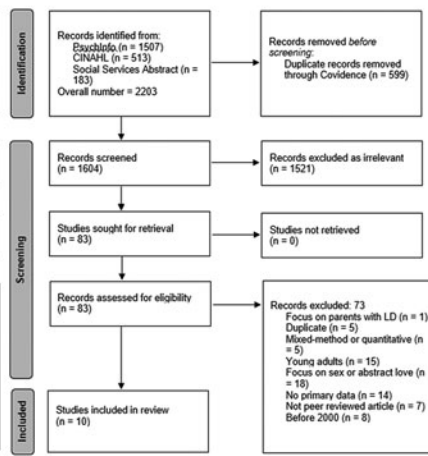 Identification
Records identified from:
PsychInfo (n = 1507)
CINAHL (n = 513)
Social Services Abstract (n =
183)
Overall number = 2203
Records removed before
screening:
Duplicate records removed
through Covidence (n = 599)
Screening
Records screened
(n = 1604)
Records excluded as irrelevant
(n = 1521)
Studies sought for retrieval
(n = 83)
Studies not retrieved
(n = 0)
Records assessed for eligibility
(n = 83)
Records excluded: 73
Focus on parents with LD (n = 1)
Duplicate (n = 5)
Mixed-method or quantitative (n
= 5)
Young adults (n = 15)
Focus on sex or abstract love (n
= 18)
No primary data (n = 14)
Not peer reviewed article (n = 7)
Before 2000 (n = 8)
Included
Studies included in review
(n = 10)